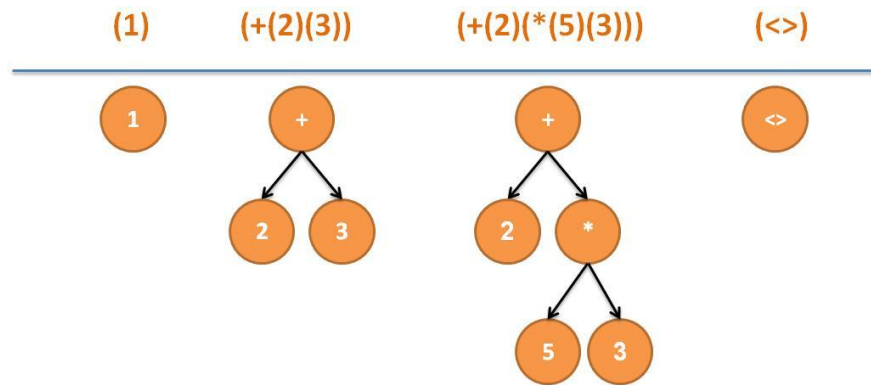 (1) (+(2)(3)) (+(2)(*(5)(3))) (<>)
1 + + <>
2 3 2 *
5 3